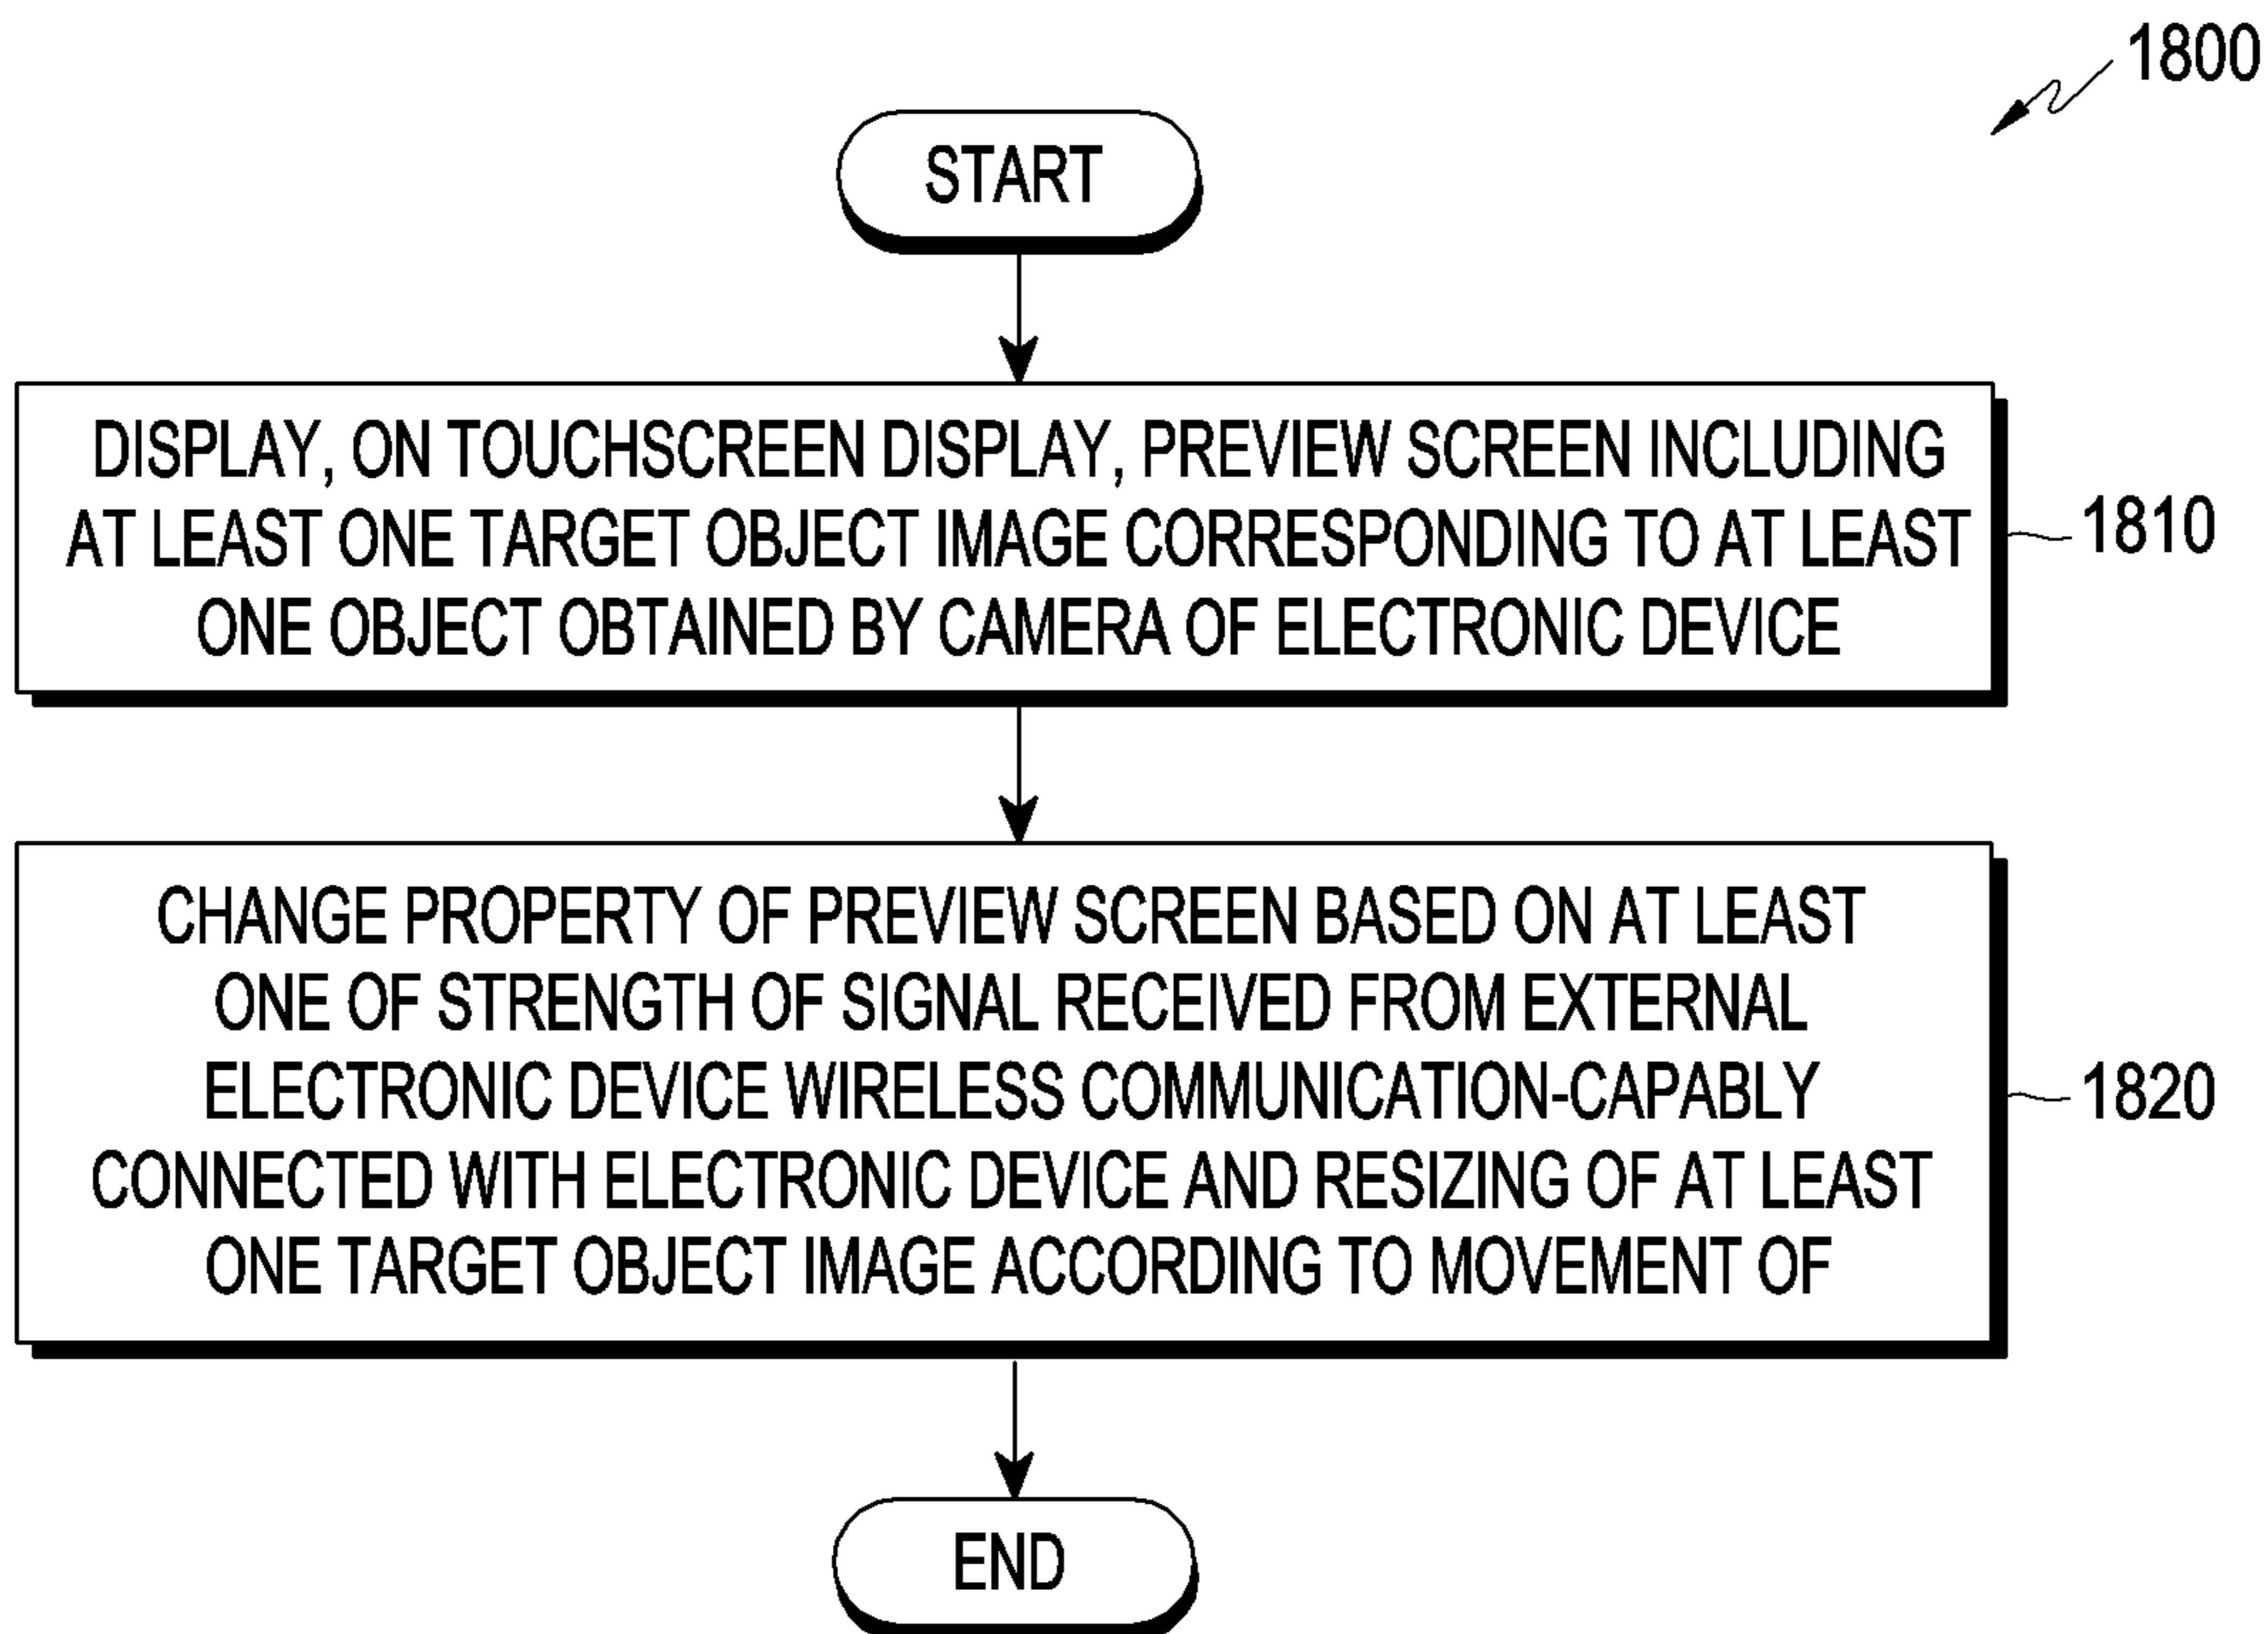 1800
START
DISPLAY, ON TOUCHSCREEN DISPLAY, PREVIEW SCREEN INCLUDING
AT LEAST ONE TARGET OBJECT IMAGE CORRESPONDING TO AT LEAST
ONE OBJECT OBTAINED BY CAMERA OF ELECTRONIC DEVICE
1810
CHANGE PROPERTY OF PREVIEW SCREEN BASED ON AT LEAST
ONE OF STRENGTH OF SIGNAL RECEIVED FROM EXTERNAL
ELECTRONIC DEVICE WIRELESS COMMUNICATION-CAPABLY
CONNECTED WITH ELECTRONIC DEVICE AND RESIZING OF AT LEAST
ONE TARGET OBJECT IMAGE ACCORDING TO MOVEMENT OF
1820
END